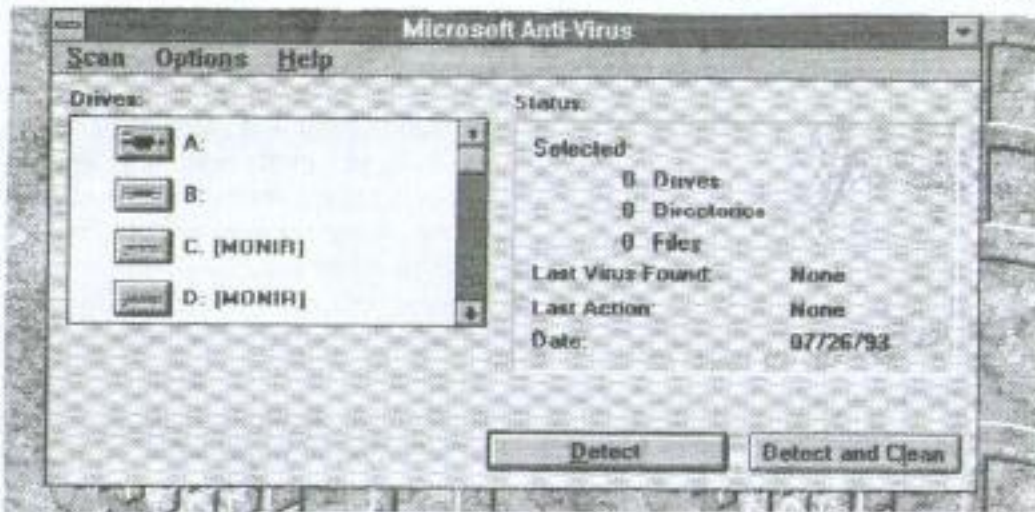 Microsoft Anti-Virus
Scan Options Help
Drives:
A:
B:
C: [MONIR]
D: [MONIR]
Status:
Selected
0 Drives
0 Directories
0 Files
Last Virus Found: None
Last Action: None
Date: 07/26/93
Detect
Detect and Clean